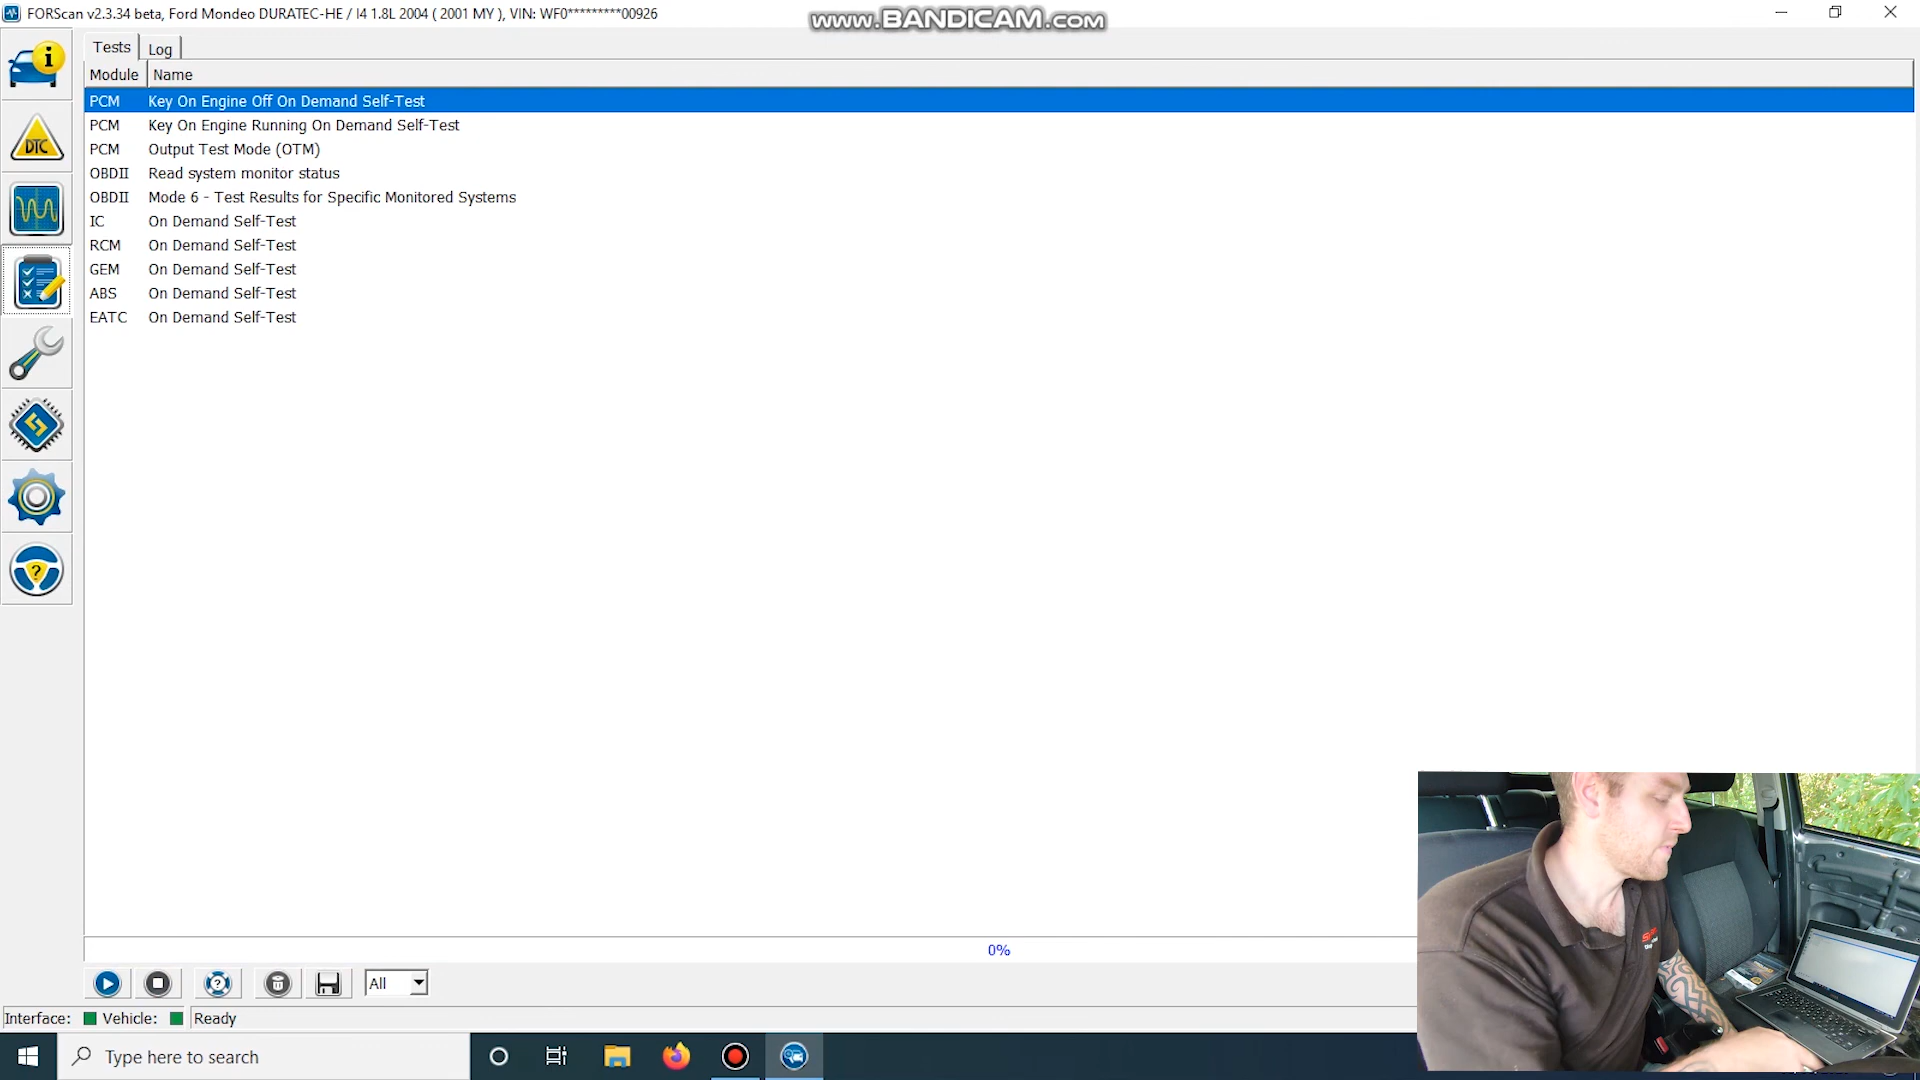 FORScan v2.3.34 beta, Ford Mondeo DURATEC-HE / I4 1.8L 2004 ( 2001 MY ), VIN: WF0*********00926
www.BANDICAM.com
Tests Log
Module Name
PCM Key On Engine Off On Demand Self-Test
PCM Key On Engine Running On Demand Self-Test
PCM Output Test Mode (OTM)
OBDII Read system monitor status
OBDII Mode 6 - Test Results for Specific Monitored Systems
IC On Demand Self-Test
RCM On Demand Self-Test
GEM On Demand Self-Test
ABS On Demand Self-Test
EATC On Demand Self-Test
DTC
0%
All
Interface: Vehicle: Ready
Type here to search